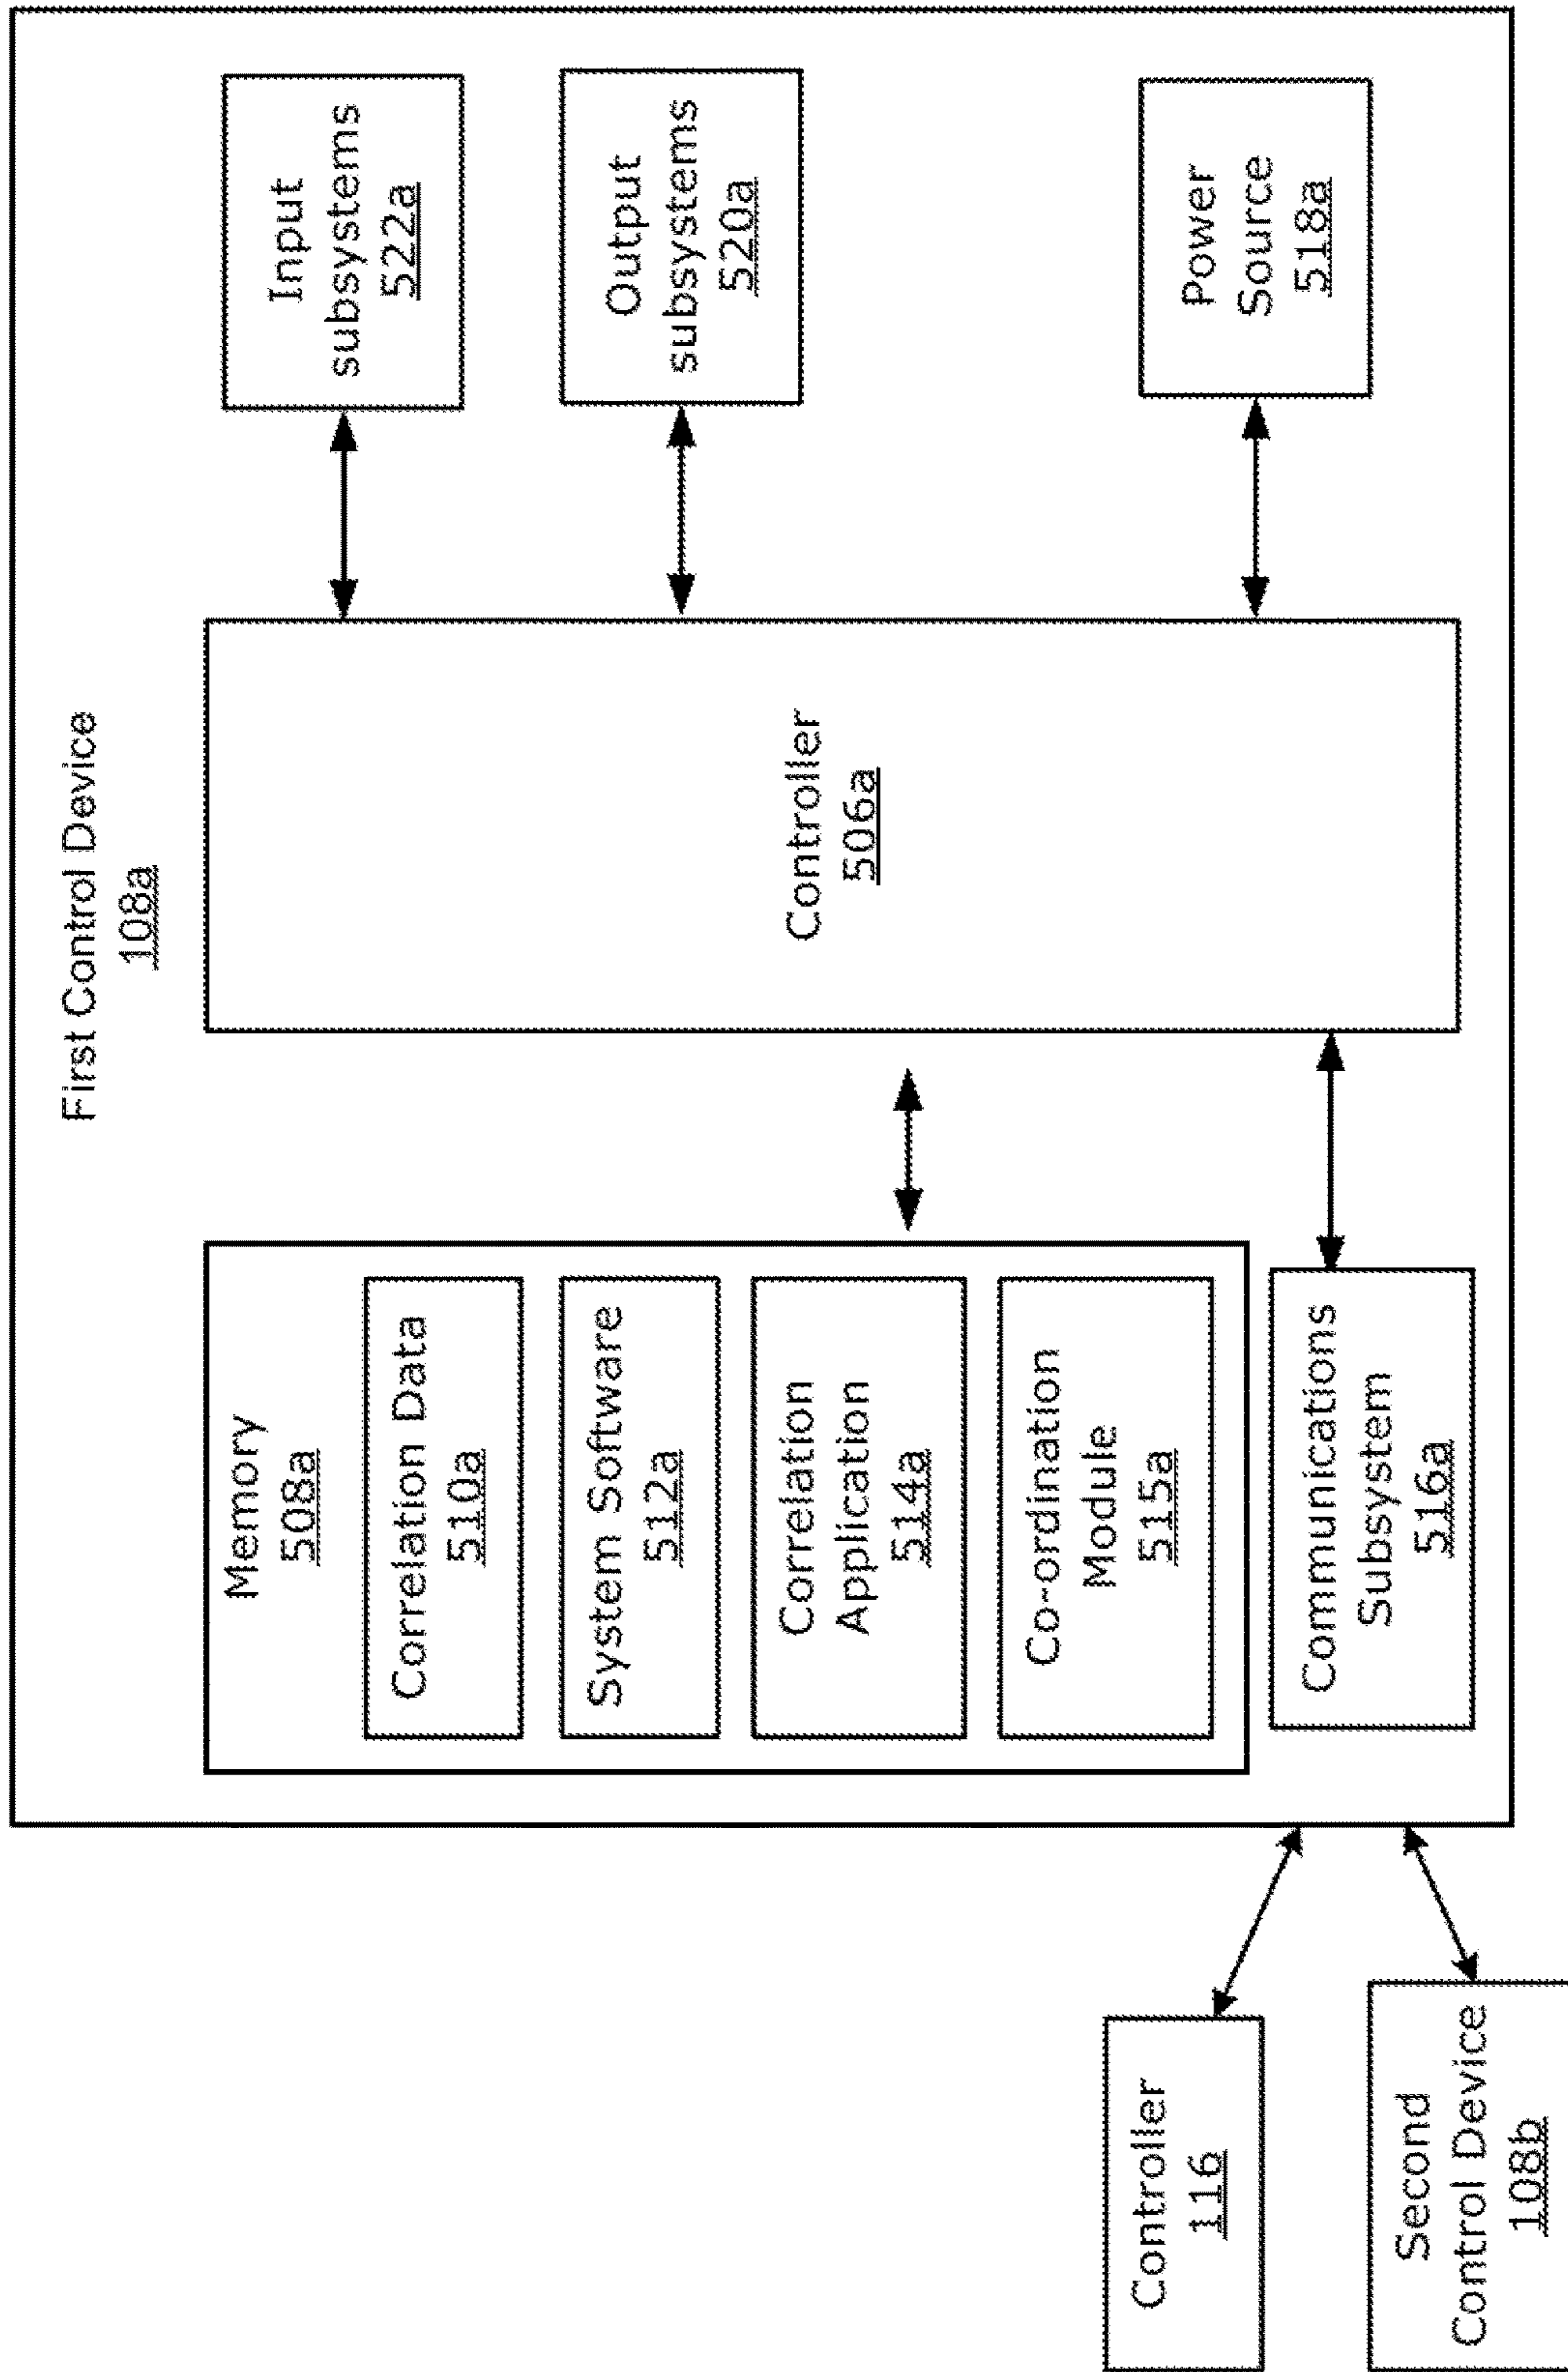 First Control Device
108a
Memory
508a
Correlation Data
510a
System Software
512a
Correlation
Application
514a
Co-ordination
Module
515a
Communications
Subsystem
516a
Controller
506a
Input
subsystems
522a
Output
subsystems
520a
Power
Source
518a
Controller
116
Second
Control Device
108b